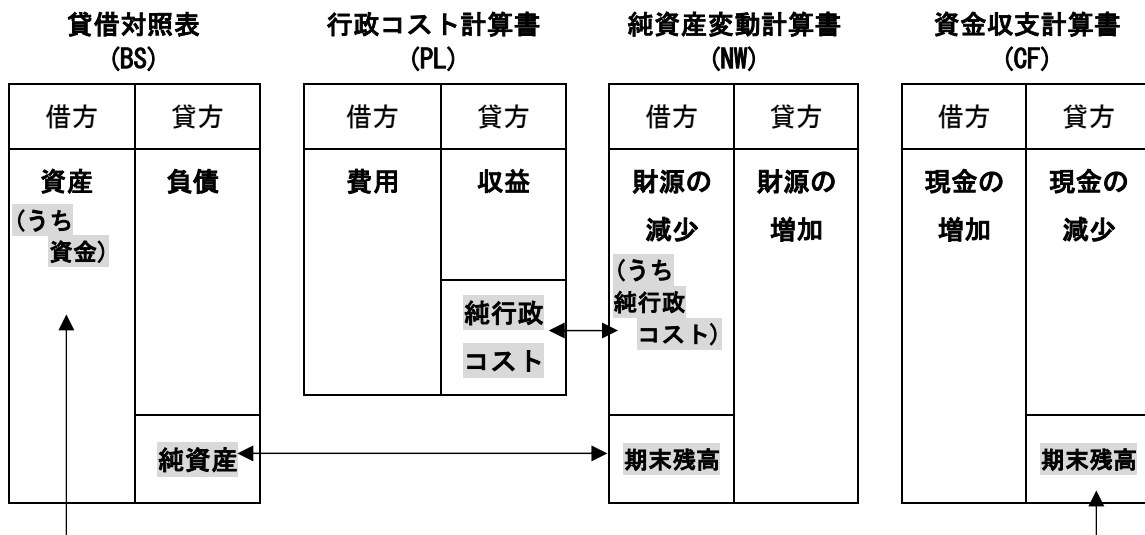 貸借対照表
(BS)
借方
貸方
資産
(うち
資金)
負債
純資産
行政コスト計算書
(PL)
借方
貸方
費用
収益
純行政
コスト
純資産変動計算書
(NW)
借方
貸方
財源の
減少
(うち
純行政
コスト)
期末残高
財源の
増加
資金収支計算書
(CF)
借方
貸方
現金の
増加
現金の
減少
期末残高